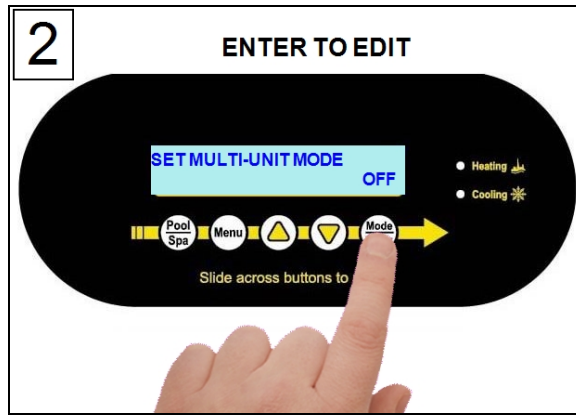 2
ENTER TO EDIT
SET MULTI-UNIT MODE
OFF
Heating
Cooling
Pool
Spa
Menu
Mode
Slide across buttons to